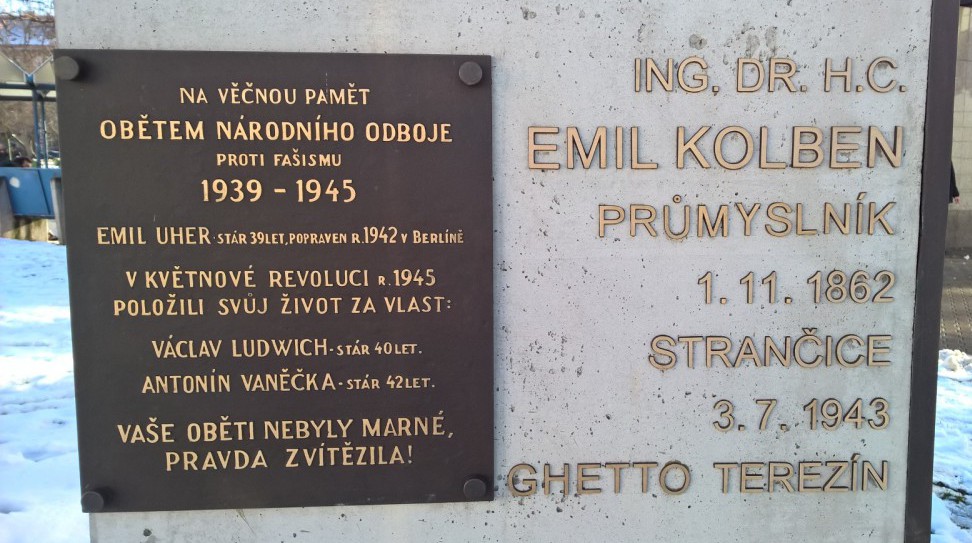 NA VĚČNOU PAMĚT
OBĚTEM NÁRODNÍHO ODBOJE
PROTI FAŠISMU
1939 - 1945
EMIL UHER - STÁR 39 LET, POPRAVEN R. 1942 V BERLÍNĚ
V KVĚTNOVÉ REVOLUCI R. 1945
POLOŽILI SVŮJ ŽIVOT ZA VLAST:
VÁCLAV LUDWICH - STÁR 40 LET.
ANTONÍN VANĚČKA - STÁR 42 LET.
VAŠE OBĚTI NEBYLY MARNÉ,
PRAVDA ZVÍTĚZILA!
ING. DR. H.C.
EMIL KOLBEN
PRŮMYSLNÍK
1. 11. 1862
STRANČICE
3. 7. 1943
GHETTO TEREZÍN